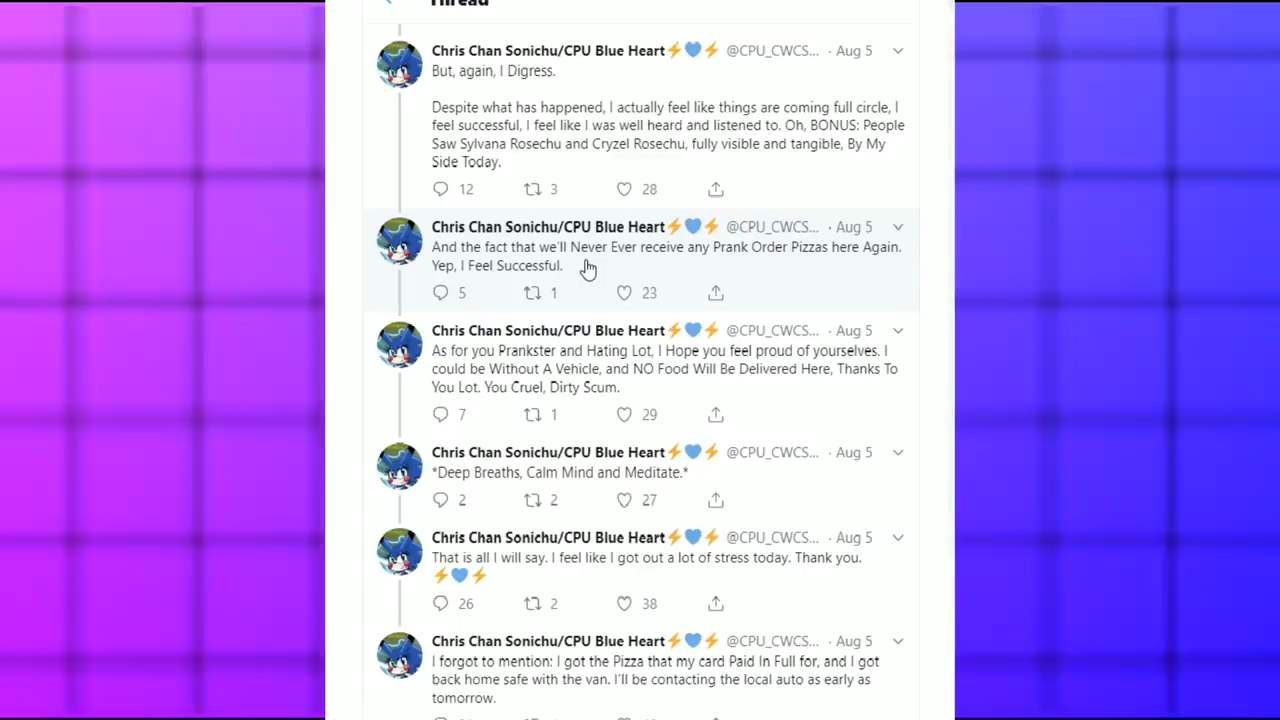 Thread
Chris Chan Sonichu/CPU Blue Heart⚡💙⚡ @CPU_CWCS... · Aug 5
But, again, I Digress.
Despite what has happened, I actually feel like things are coming full circle, I
feel successful, I feel like I was well heard and listened to. Oh, BONUS: People
Saw Sylvana Rosechu and Cryzel Rosechu, fully visible and tangible, By My
Side Today.
12 3 28
Chris Chan Sonichu/CPU Blue Heart⚡💙⚡ @CPU_CWCS... · Aug 5
And the fact that we'll Never Ever receive any Prank Order Pizzas here Again.
Yep, I Feel Successful.
5 1 23
Chris Chan Sonichu/CPU Blue Heart⚡💙⚡ @CPU_CWCS... · Aug 5
As for you Prankster and Hating Lot, I Hope you feel proud of yourselves. I
could be Without A Vehicle, and NO Food Will Be Delivered Here, Thanks To
You Lot. You Cruel, Dirty Scum.
7 1 29
Chris Chan Sonichu/CPU Blue Heart⚡💙⚡ @CPU_CWCS... · Aug 5
*Deep Breaths, Calm Mind and Meditate.*
2 2 27
Chris Chan Sonichu/CPU Blue Heart⚡💙⚡ @CPU_CWCS... · Aug 5
That is all I will say. I feel like I got out a lot of stress today. Thank you.
⚡💙⚡
26 2 38
Chris Chan Sonichu/CPU Blue Heart⚡💙⚡ @CPU_CWCS... · Aug 5
I forgot to mention: I got the Pizza that my card Paid In Full for, and I got
back home safe with the van. I'll be contacting the local auto as early as
tomorrow.